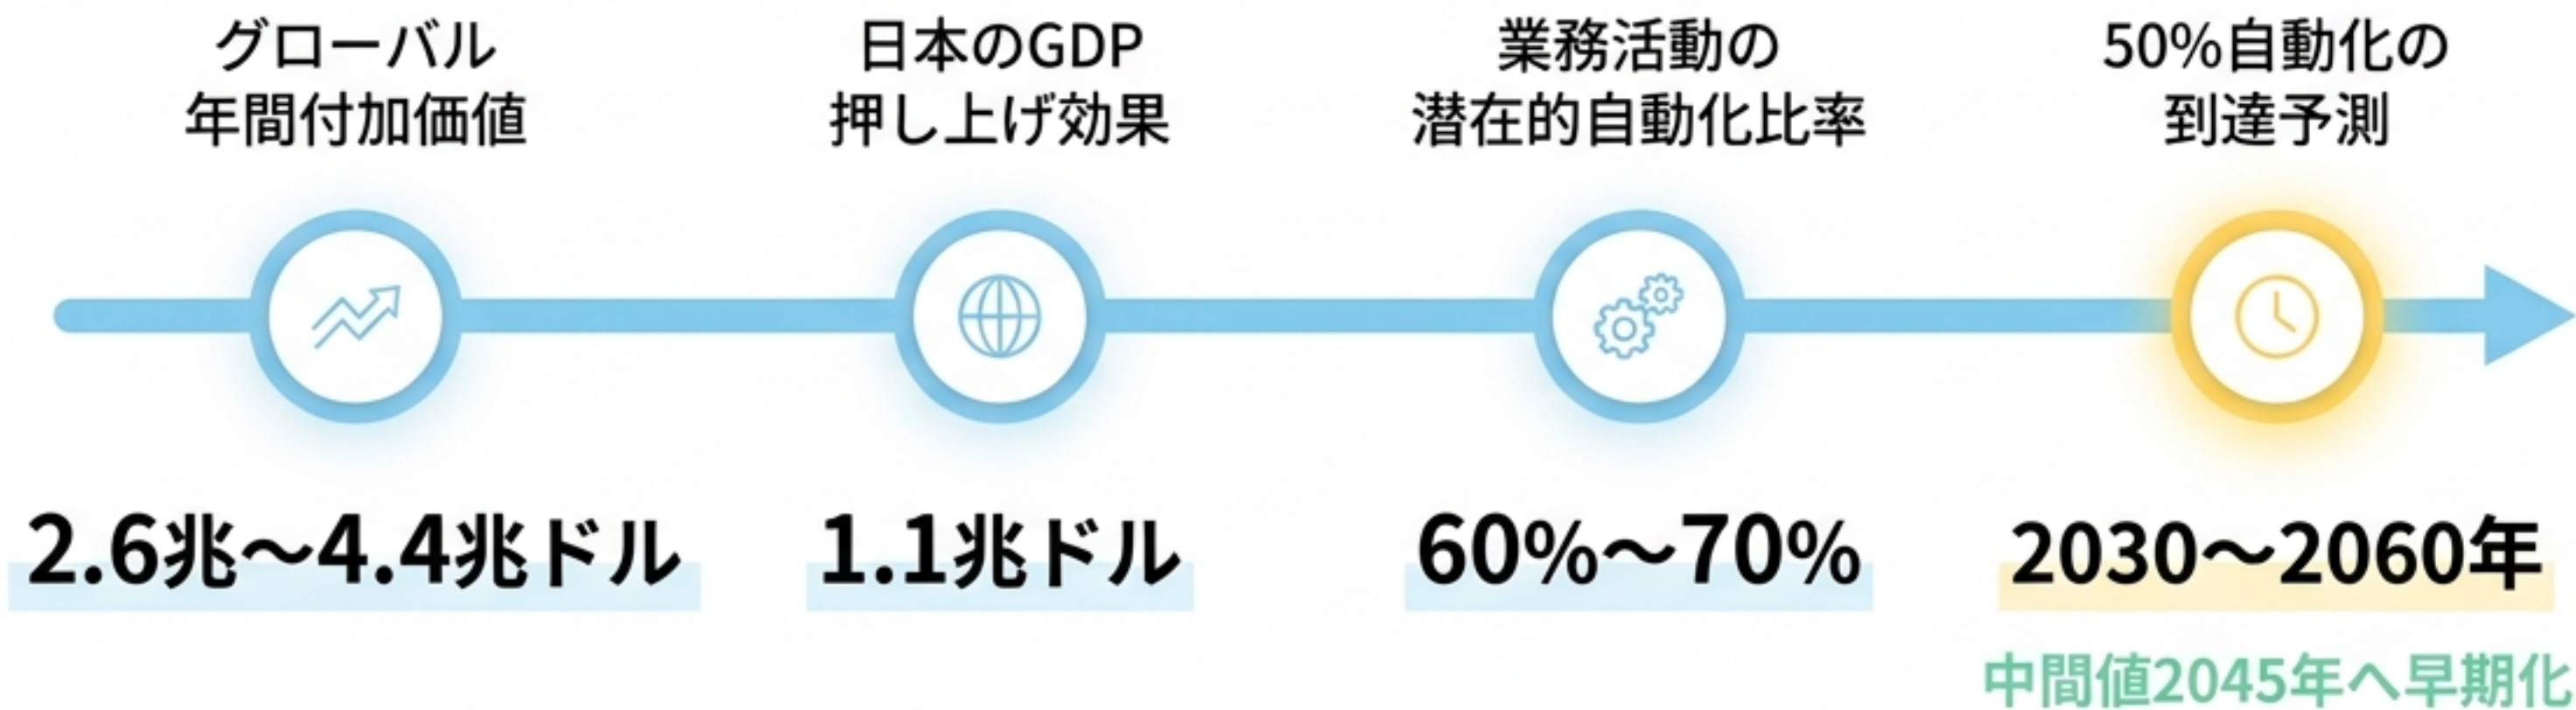 グローバル
年間付加価値
2.6兆～4.4兆ドル
日本のGDP
押し上げ効果
1.1兆ドル
業務活動の
潜在的自動化比率
60%～70%
50%自動化の
到達予測
2030～2060年
中間値2045年へ早期化